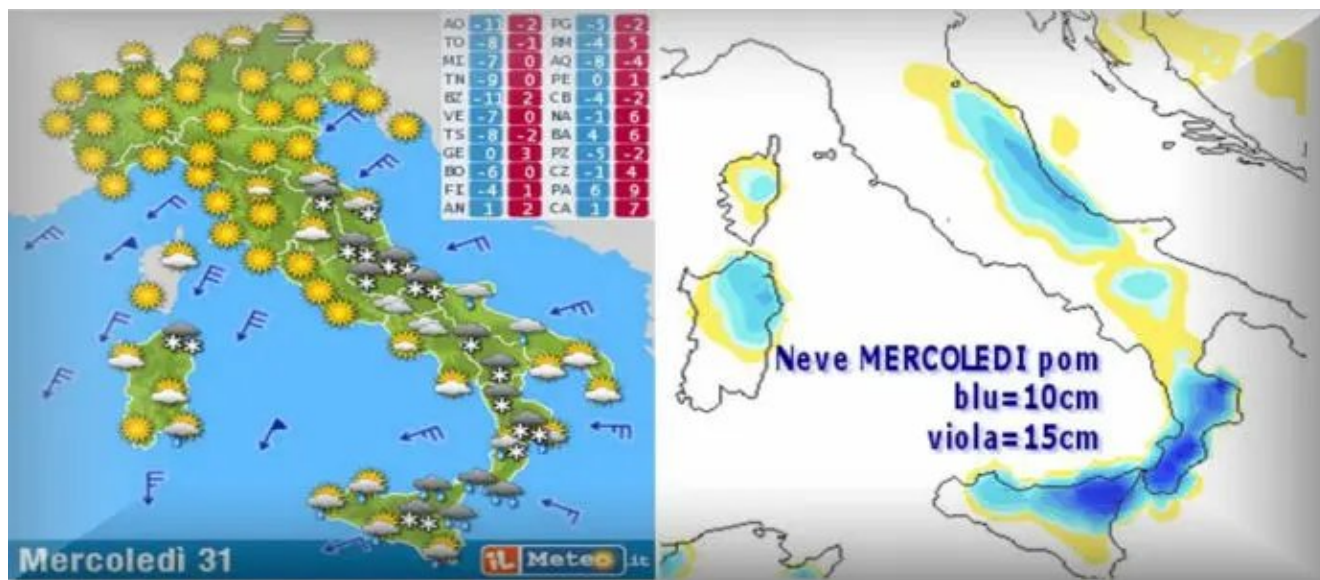 AO -11 -2 PG -5 -2
TO -8 -1 RM -4 5
MI -7 0 AQ -8 -4
TN -9 0 PE 0 1
BZ -11 2 CB -4 -2
VE -7 0 NA -1 6
TS -8 -2 BA 4 6
GE 0 3 PZ -5 -2
BO -6 0 CZ -1 4
FI -4 1 PA 6 9
AN 1 2 CA 1 7
Neve MERCOLEDI pom
blu=10cm
viola=15cm
Mercoledì 31
iL Meteo.it